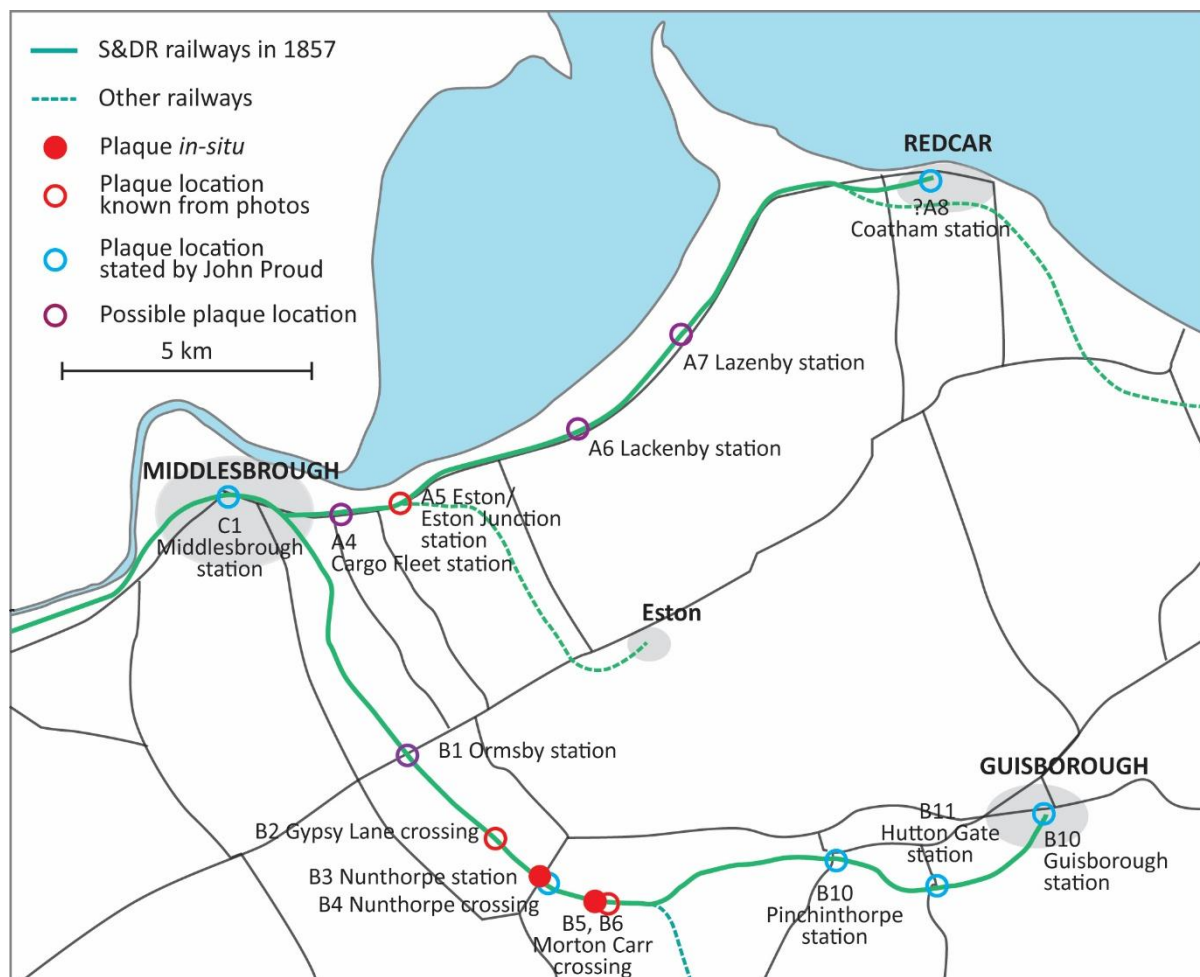 S&DR railways in 1857
Other railways
Plaque in-situ
Plaque location
known from photos
Plaque location
stated by John Proud
Possible plaque location
5 km
REDCAR
?A8
Coatham station
A7 Lazenby station
A6 Lackenby station
MIDDLESBROUGH
C1
Middlesbrough
station
A4
Cargo Fleet station
A5 Eston/
Eston Junction
station
Eston
B1 Ormsby station
GUISBOROUGH
B2 Gypsy Lane crossing
B3 Nunthorpe station
B4 Nunthorpe crossing
B5, B6
Morton Carr
crossing
B10
Pinchinthorpe
station
B11
Hutton Gate
station
B10
Guisborough
station